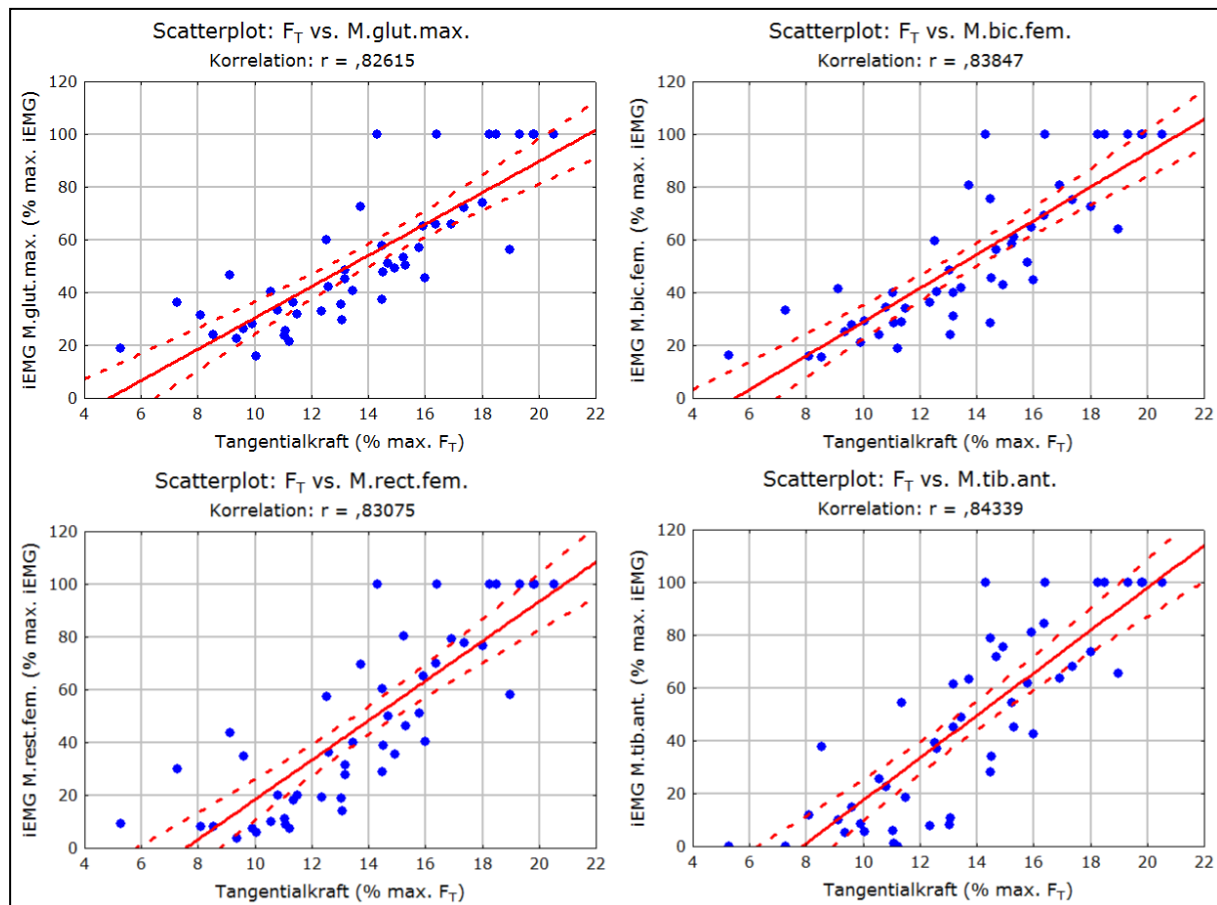 Scatterplot: F_T vs. M.glut.max.
Korrelation: r = ,82615
iEMG M.glut.max. (% max. iEMG)
120
100
80
60
40
20
0
4 6 8 10 12 14 16 18 20 22
Tangentialkraft (% max. F_T)
Scatterplot: F_T vs. M.bic.fem.
Korrelation: r = ,83847
iEMG M.bic.fem. (% max. iEMG)
120
100
80
60
40
20
0
4 6 8 10 12 14 16 18 20 22
Tangentialkraft (% max. F_T)
Scatterplot: F_T vs. M.rect.fem.
Korrelation: r = ,83075
iEMG M.rest.fem. (% max. iEMG)
120
100
80
60
40
20
0
4 6 8 10 12 14 16 18 20 22
Tangentialkraft (% max. F_T)
Scatterplot: F_T vs. M.tib.ant.
Korrelation: r = ,84339
iEMG M.tib.ant. (% max. iEMG)
120
100
80
60
40
20
0
4 6 8 10 12 14 16 18 20 22
Tangentialkraft (% max. F_T)